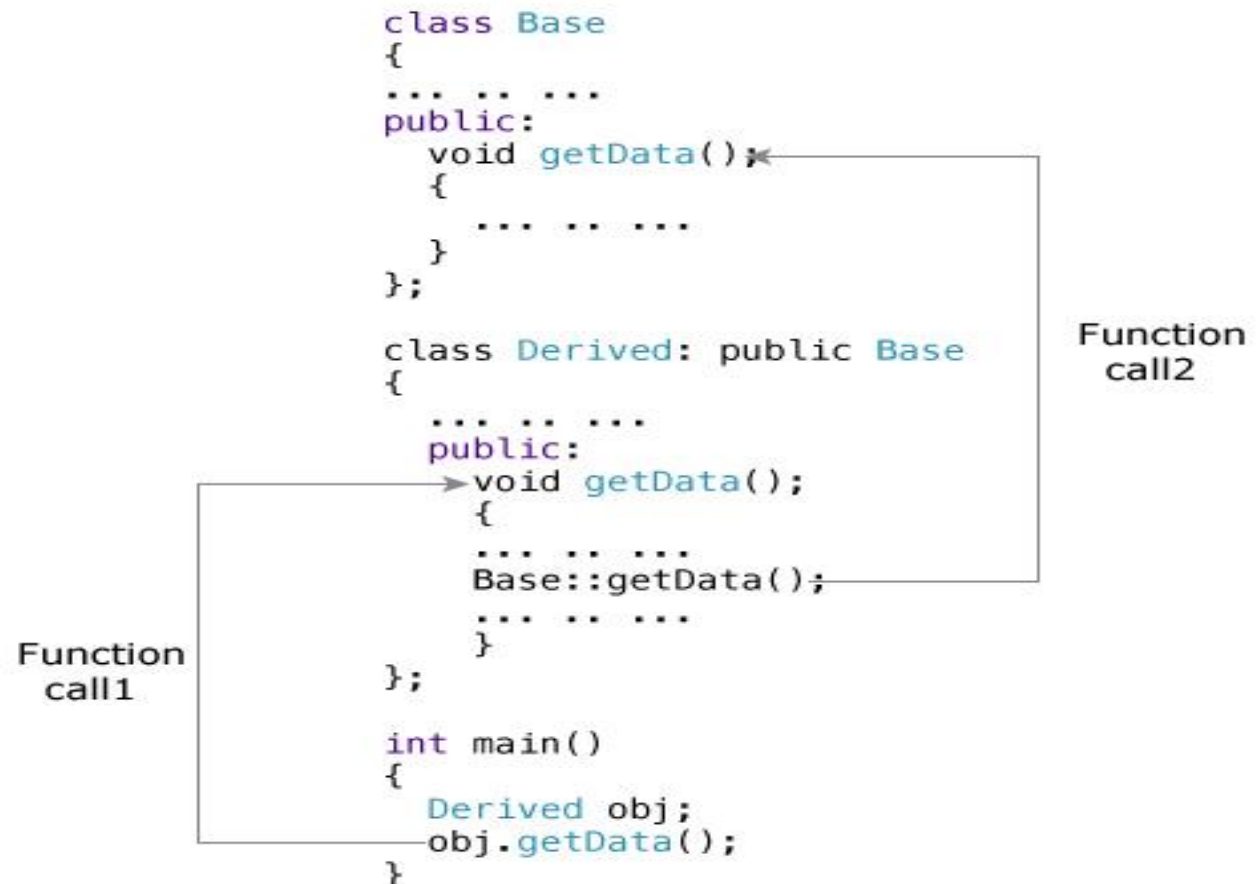 class Base
{
... .. ...
public:
void getData();
{
... .. ...
}
};
class Derived: public Base
{
... .. ...
public:
void getData();
{
... .. ...
Base::getData();
... .. ...
}
};
int main()
{
Derived obj;
obj.getData();
}
Function
call2
Function
call1